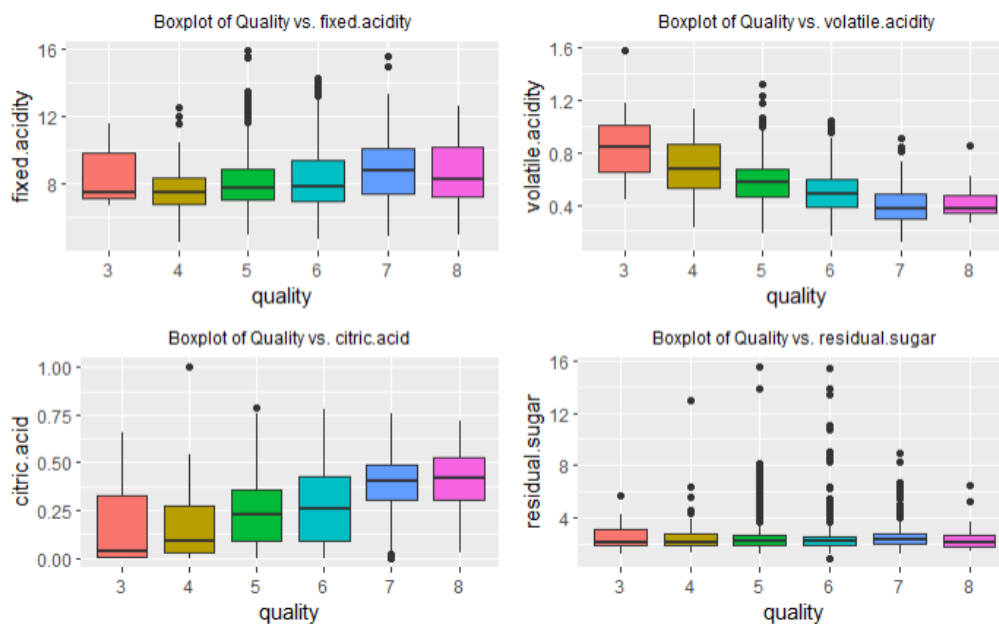 Boxplot of Quality vs. fixed.acidity
fixed.acidity
16
12
8
3 4 5 6 7 8
quality
Boxplot of Quality vs. volatile.acidity
volatile.acidity
1.6
1.2
0.8
0.4
3 4 5 6 7 8
quality
Boxplot of Quality vs. citric.acid
citric.acid
1.00
0.75
0.50
0.25
0.00
3 4 5 6 7 8
quality
Boxplot of Quality vs. residual.sugar
residual.sugar
16
12
8
4
3 4 5 6 7 8
quality